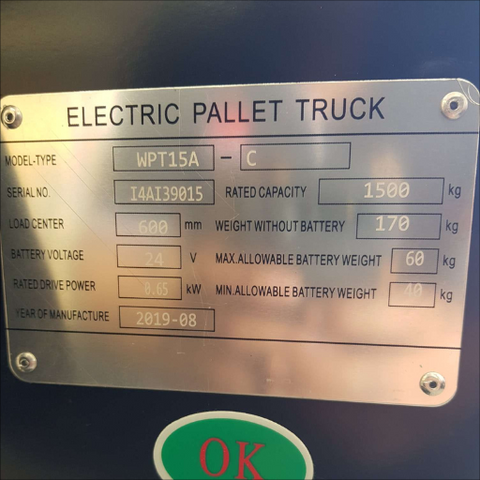 ELECTRIC PALLET TRUCK
MODEL-TYPE WPT15A - C
SERIAL NO. I4AI39015 RATED CAPACITY 1500 kg
LOAD CENTER 600 mm WEIGHT WITHOUT BATTERY 170 kg
BATTERY VOLTAGE 24 V MAX.ALLOWABLE BATTERY WEIGHT 60 kg
RATED DRIVE POWER 0.65 kW MIN.ALLOWABLE BATTERY WEIGHT 40 kg
YEAR OF MANUFACTURE 2019-08
OK